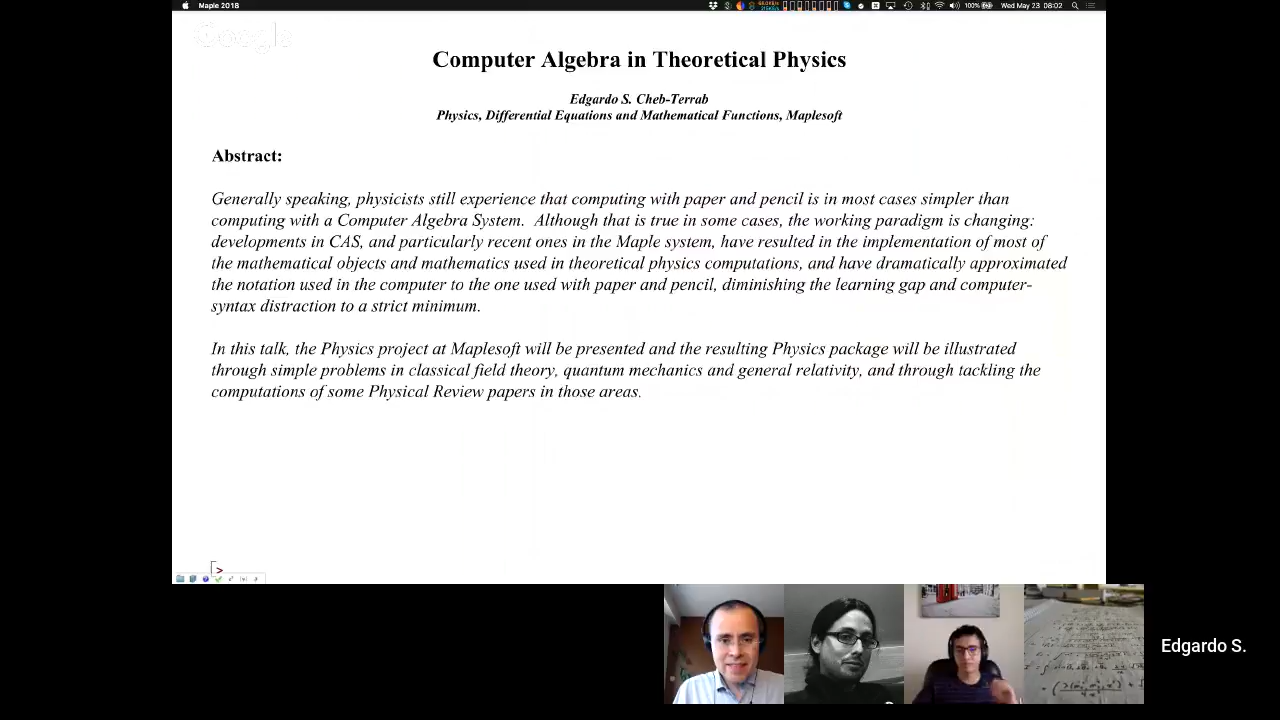 Maple 2018
100%
Wed May 23 08:02
Google
Computer Algebra in Theoretical Physics
Edgardo S. Cheb-Terrab
Physics, Differential Equations and Mathematical Functions, Maplesoft
Abstract:
Generally speaking, physicists still experience that computing with paper and pencil is in most cases simpler than
computing with a Computer Algebra System. Although that is true in some cases, the working paradigm is changing:
developments in CAS, and particularly recent ones in the Maple system, have resulted in the implementation of most of
the mathematical objects and mathematics used in theoretical physics computations, and have dramatically approximated
the notation used in the computer to the one used with paper and pencil, diminishing the learning gap and computer-
syntax distraction to a strict minimum.
In this talk, the Physics project at Maplesoft will be presented and the resulting Physics package will be illustrated
through simple problems in classical field theory, quantum mechanics and general relativity, and through tackling the
computations of some Physical Review papers in those areas.
>
Edgardo S.